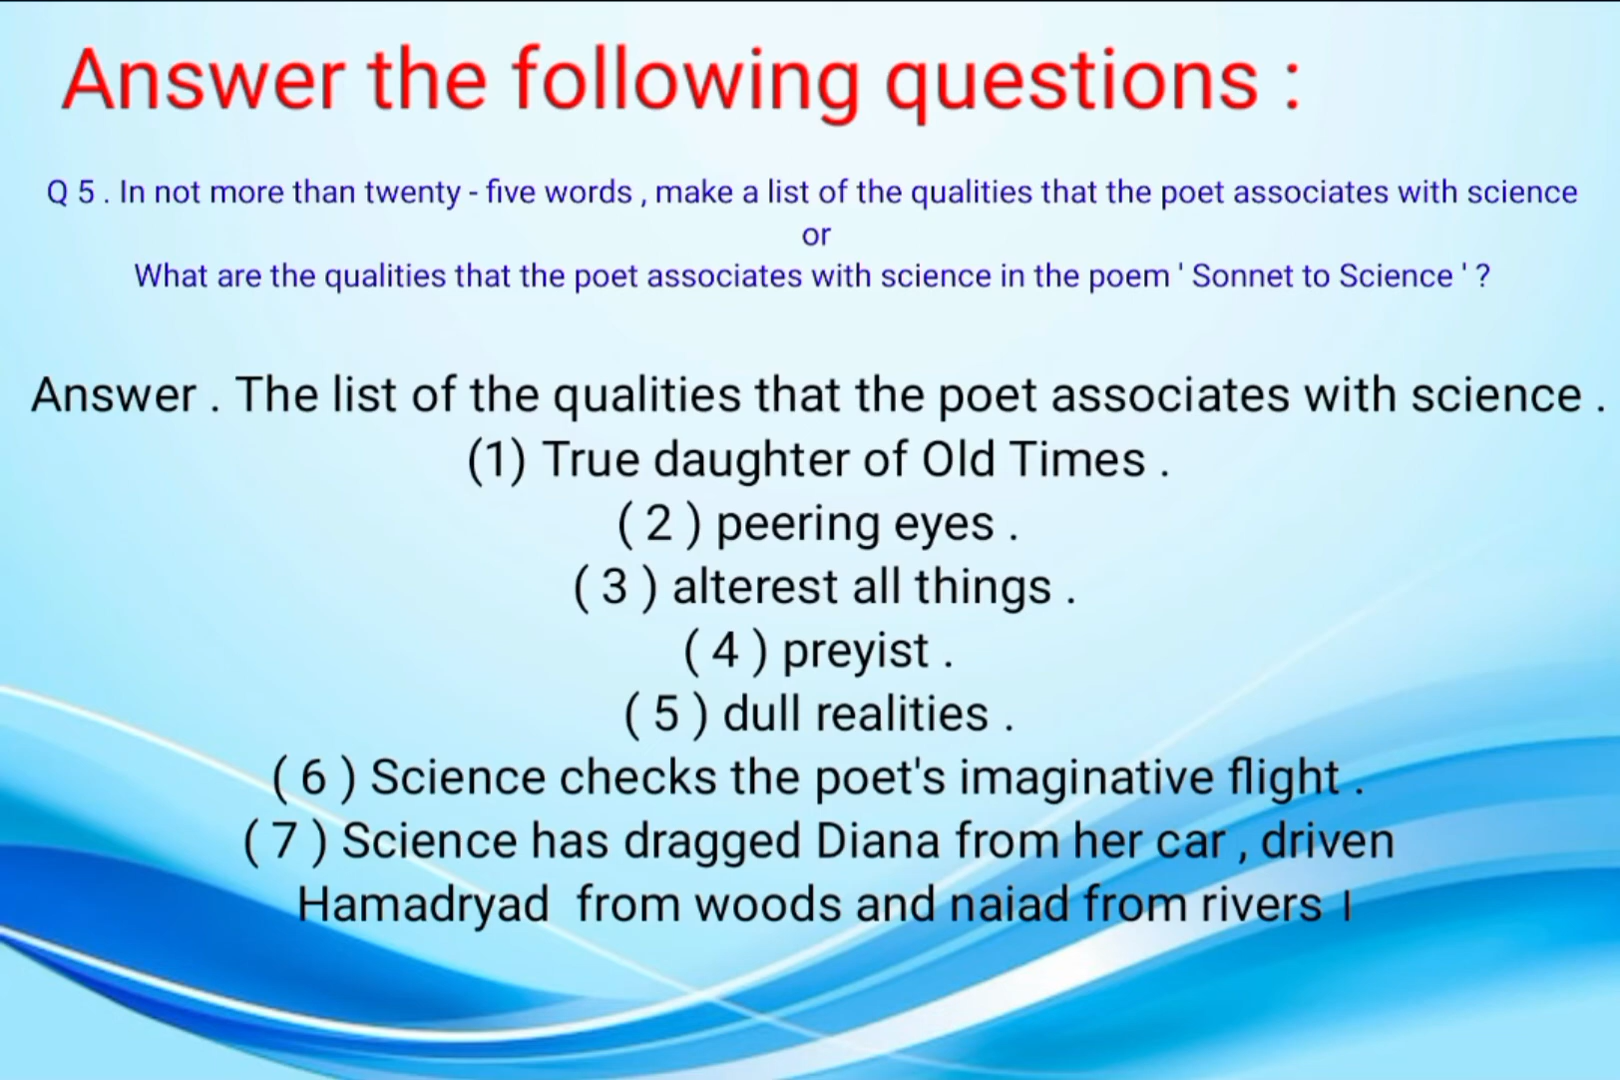 Answer the following questions :
Q 5 . In not more than twenty - five words , make a list of the qualities that the poet associates with science
or
What are the qualities that the poet associates with science in the poem ' Sonnet to Science ' ?
Answer . The list of the qualities that the poet associates with science .
(1) True daughter of Old Times .
( 2 ) peering eyes .
( 3 ) alterest all things .
( 4 ) preyist .
( 5 ) dull realities .
( 6 ) Science checks the poet's imaginative flight .
( 7 ) Science has dragged Diana from her car , driven
Hamadryad from woods and naiad from rivers ।